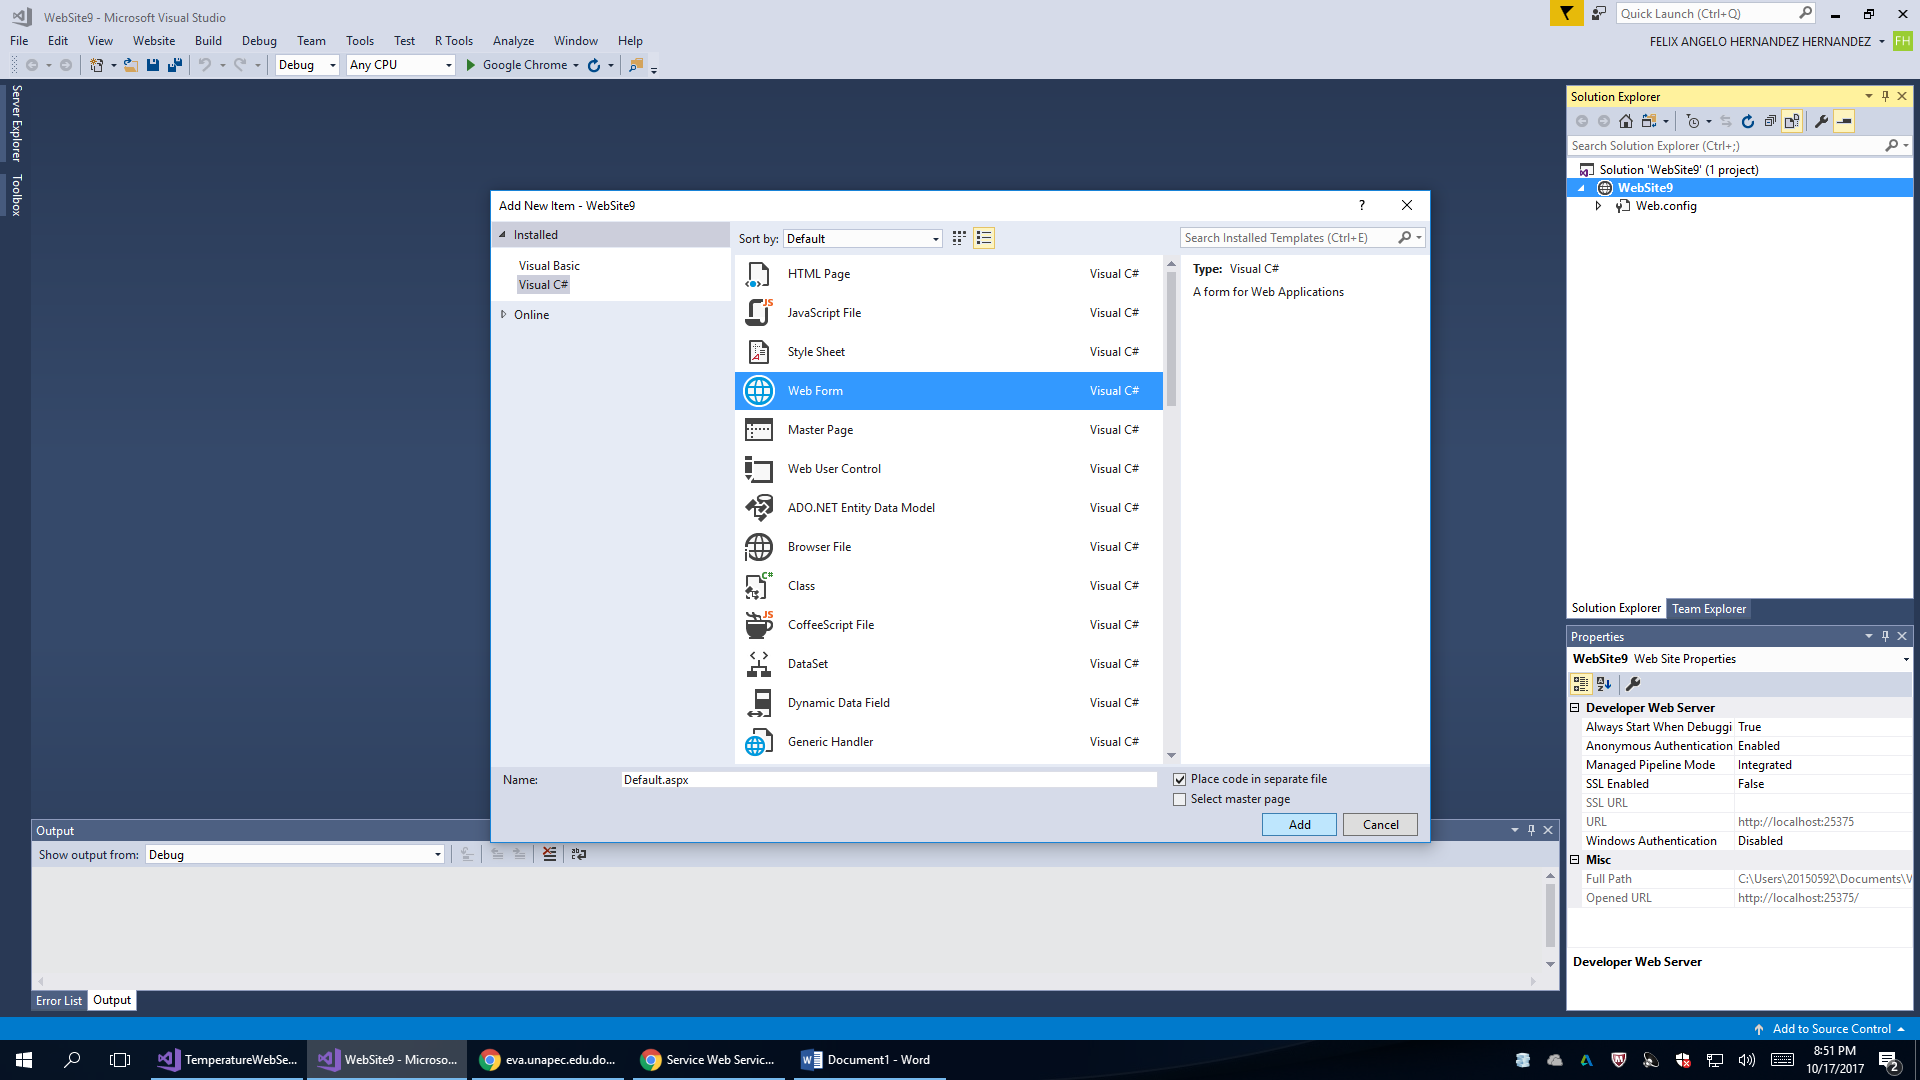 WebSite9 - Microsoft Visual Studio
Quick Launch (Ctrl+Q)
File Edit View Website Build Debug Team Tools Test R Tools Analyze Window Help
FELIX ANGELO HERNANDEZ HERNANDEZ FH
Debug Any CPU Google Chrome
Server Explorer
Toolbox
Solution Explorer
Search Solution Explorer (Ctrl+;)
Solution 'WebSite9' (1 project)
WebSite9
Web.config
Solution Explorer Team Explorer
Add New Item - WebSite9 ?
Installed
Visual Basic
Visual C#
Online
Sort by: Default
Search Installed Templates (Ctrl+E)
HTML Page Visual C#
JavaScript File Visual C#
Style Sheet Visual C#
Web Form Visual C#
Master Page Visual C#
Web User Control Visual C#
ADO.NET Entity Data Model Visual C#
Browser File Visual C#
Class Visual C#
CoffeeScript File Visual C#
DataSet Visual C#
Dynamic Data Field Visual C#
Generic Handler Visual C#
Type: Visual C#
A form for Web Applications
Name: Default.aspx
Place code in separate file
Select master page
Add Cancel
Properties
WebSite9 Web Site Properties
Developer Web Server
Always Start When Debuggi True
Anonymous Authentication Enabled
Managed Pipeline Mode Integrated
SSL Enabled False
SSL URL
URL http://localhost:25375
Windows Authentication Disabled
Misc
Full Path C:\Users\20150592\Documents\V
Opened URL http://localhost:25375/
Developer Web Server
Output
Show output from: Debug
Error List Output
Add to Source Control
TemperatureWebSe... WebSite9 - Microso... eva.unapec.edu.do... Service Web Servic... Document1 - Word
8:51 PM
10/17/2017
2